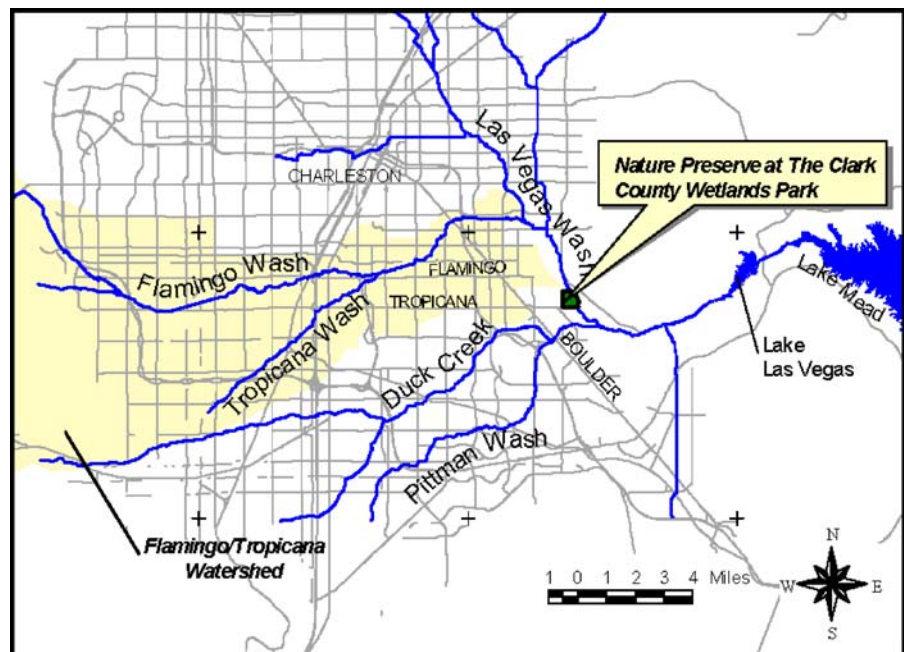 Las Vegas Wash
Nature Preserve at The Clark
County Wetlands Park
CHARLESTON
Flamingo Wash
FLAMINGO
Lake Mead
Tropicana Wash
TROPICANA
Duck Creek
BOULDER
Lake
Las Vegas
Pittman Wash
Flamingo/Tropicana
Watershed
1 0 1 2 3 4 Miles
N
W E
S